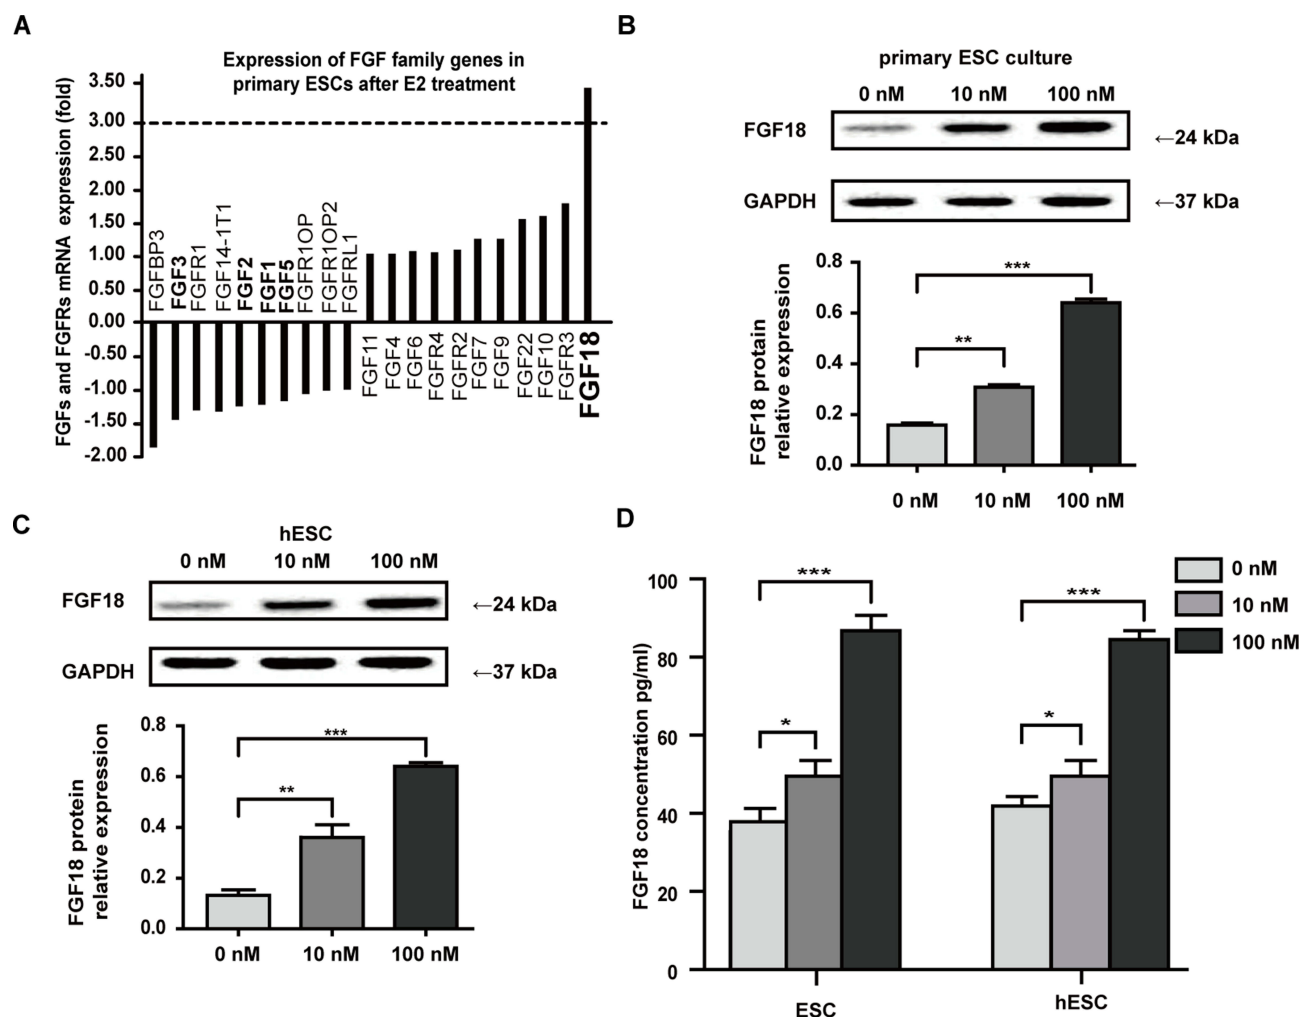 A
Expression of FGF family genes in
primary ESCs after E2 treatment
FGFs and FGFRs mRNA expression (fold)
3.50
3.00
2.50
2.00
1.50
1.00
0.50
0.00
-0.50
-1.00
-1.50
-2.00
FGFBP3
FGF3
FGFR1
FGF14-1T1
FGF2
FGF1
FGF5
FGFR1OP
FGFR1OP2
FGFRL1
FGF11
FGF4
FGF6
FGFR4
FGFR2
FGF7
FGF9
FGF22
FGF10
FGFR3
FGF18
B
primary ESC culture
0 nM 10 nM 100 nM
FGF18
←24 kDa
GAPDH
←37 kDa
FGF18 protain
relative expression
0.8
0.6
0.4
0.2
0.0
***
**
0 nM 10 nM 100 nM
C
hESC
0 nM 10 nM 100 nM
FGF18
←24 kDa
GAPDH
←37 kDa
FGF18 protein
relative expression
0.8
0.6
0.4
0.2
0.0
***
**
0 nM 10 nM 100 nM
D
FGF18 concentration pg/ml)
100
80
60
40
20
0
***
*
***
*
ESC
hESC
0 nM
10 nM
100 nM